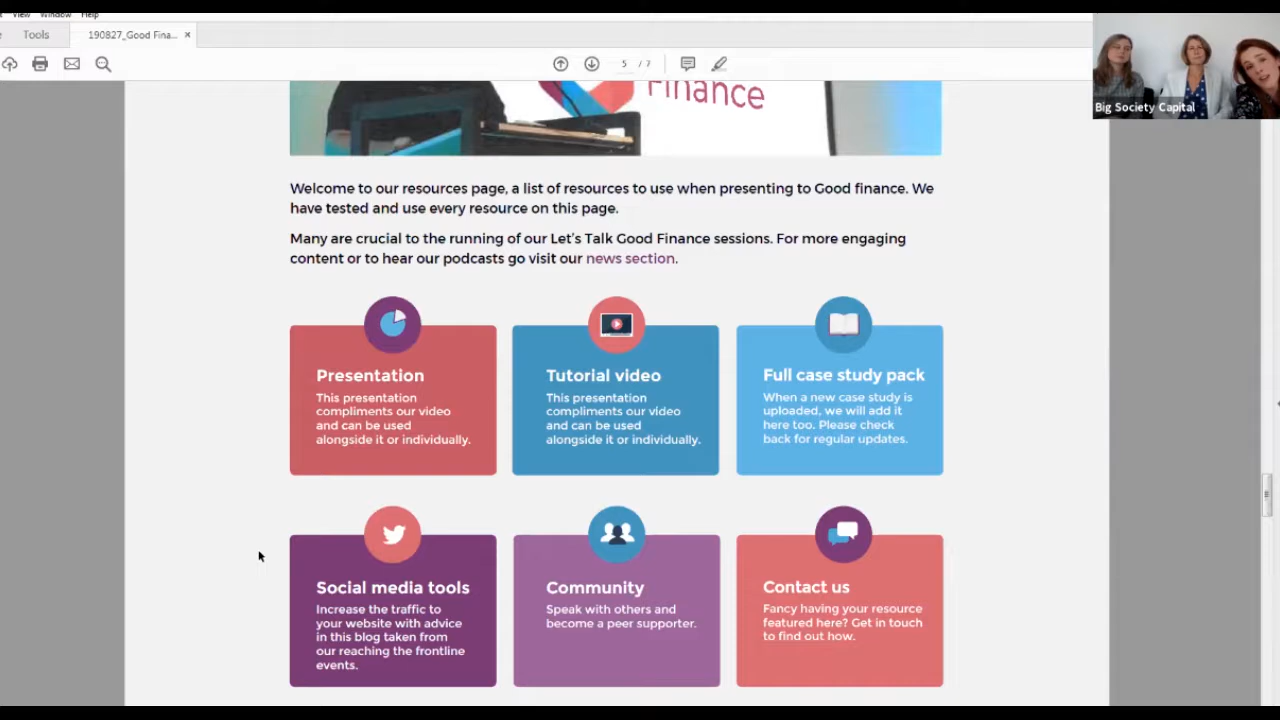 View Window Help
Tools 190827_Good Fina... ×
5 / 7
Big Society Capital
Finance
Welcome to our resources page, a list of resources to use when presenting to Good finance. We
have tested and use every resource on this page.
Many are crucial to the running of our Let's Talk Good Finance sessions. For more engaging
content or to hear our podcasts go visit our news section.
Presentation
This presentation
compliments our video
and can be used
alongside it or individually.
Tutorial video
This presentation
compliments our video
and can be used
alongside it or individually.
Full case study pack
When a new case study is
uploaded, we will add it
here too. Please check
back for regular updates.
Social media tools
Increase the traffic to
your website with advice
in this blog taken from
our reaching the frontline
events.
Community
Speak with others and
become a peer supporter.
Contact us
Fancy having your resource
featured here? Get in touch
to find out how.